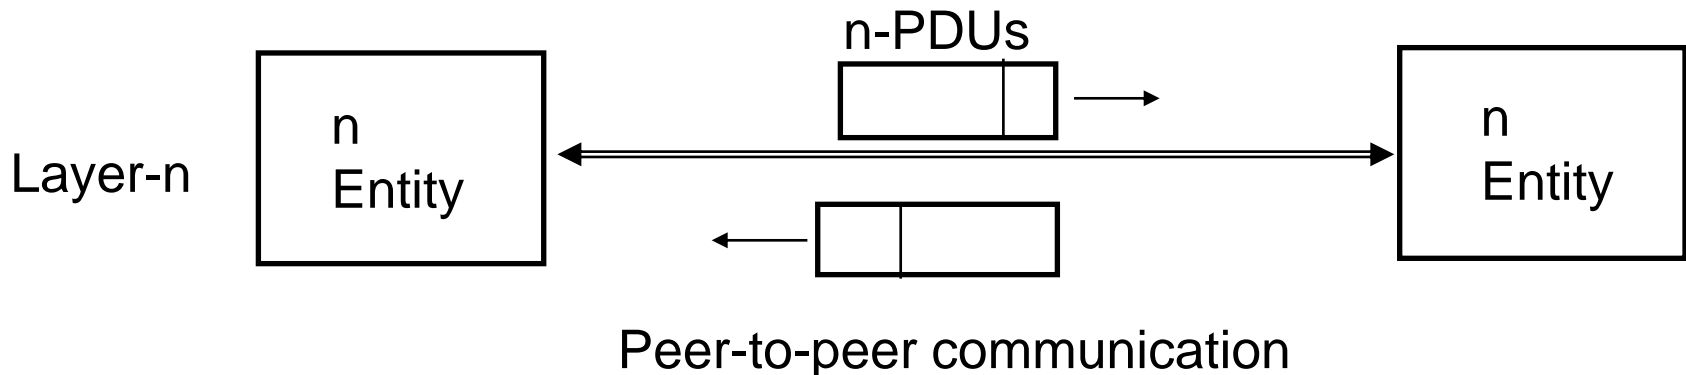 n-PDUs
n
Entity
Layer-n
n
Entity
Peer-to-peer communication